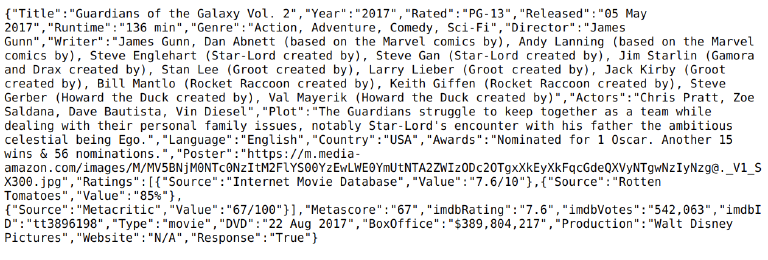 {"Title":"Guardians of the Galaxy Vol. 2","Year":"2017","Rated":"PG-13","Released":"05 May
2017","Runtime":"136 min","Genre":"Action, Adventure, Comedy, Sci-Fi","Director":"James
Gunn","Writer":"James Gunn, Dan Abnett (based on the Marvel comics by), Andy Lanning (based on the Marvel
comics by), Steve Englehart (Star-Lord created by), Steve Gan (Star-Lord created by), Jim Starlin (Gamora
and Drax created by), Stan Lee (Groot created by), Larry Lieber (Groot created by), Jack Kirby (Groot
created by), Bill Mantlo (Rocket Raccoon created by), Keith Giffen (Rocket Raccoon created by), Steve
Gerber (Howard the Duck created by), Val Mayerik (Howard the Duck created by)","Actors":"Chris Pratt, Zoe
Saldana, Dave Bautista, Vin Diesel","Plot":"The Guardians struggle to keep together as a team while
dealing with their personal family issues, notably Star-Lord's encounter with his father the ambitious
celestial being Ego.","Language":"English","Country":"USA","Awards":"Nominated for 1 Oscar. Another 15
wins & 56 nominations.","Poster":"https://m.media-
amazon.com/images/M/MV5BNjM0NTc0NzItM2FlYS00YzEwLWE0YmUtNTA2ZWIzODc2OTgxXkEyXkFqcGdeQXVyNTgwNzIyNzg@._V1_S
X300.jpg","Ratings":[{"Source":"Internet Movie Database","Value":"7.6/10"},{"Source":"Rotten
Tomatoes","Value":"85%"},
{"Source":"Metacritic","Value":"67/100"}],"Metascore":"67","imdbRating":"7.6","imdbVotes":"542,063","imdbI
D":"tt3896198","Type":"movie","DVD":"22 Aug 2017","BoxOffice":"$389,804,217","Production":"Walt Disney
Pictures","Website":"N/A","Response":"True"}